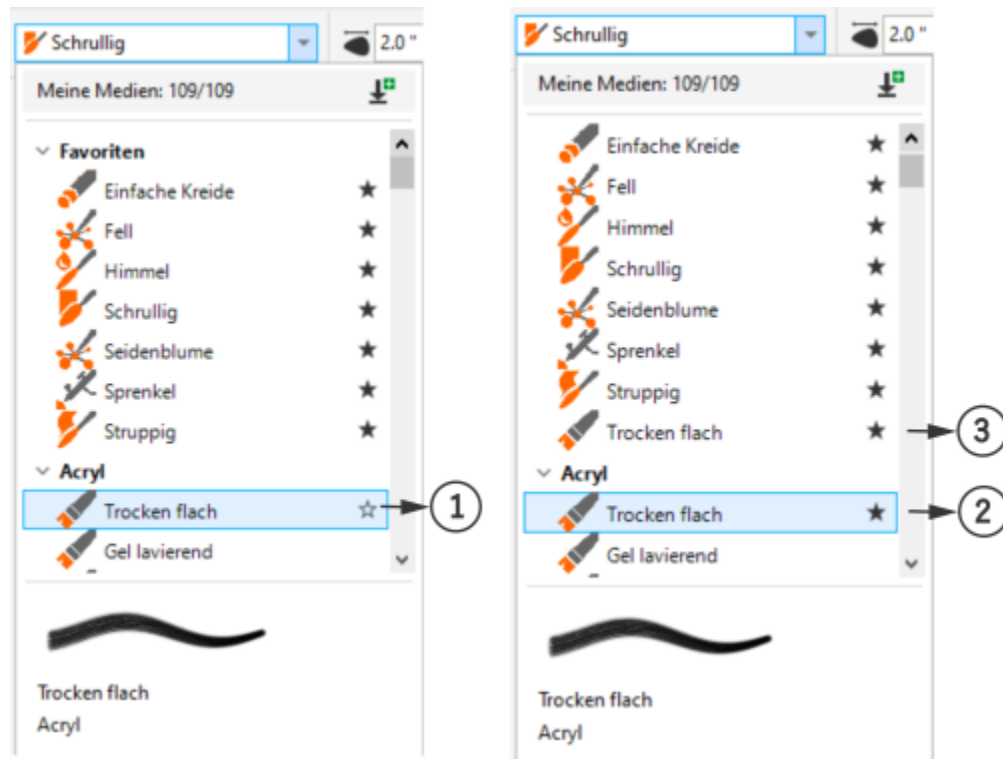 Schrullig
2.0 "
Meine Medien: 109/109
Favoriten
Einfache Kreide
Fell
Himmel
Schrullig
Seidenblume
Sprenkel
Struppig
Acryl
Trocken flach
1
Gel lavierend
Trocken flach
Acryl
Schrullig
2.0 "
Meine Medien: 109/109
Einfache Kreide
Fell
Himmel
Schrullig
Seidenblume
Sprenkel
Struppig
Trocken flach
3
Acryl
Trocken flach
2
Gel lavierend
Trocken flach
Acryl